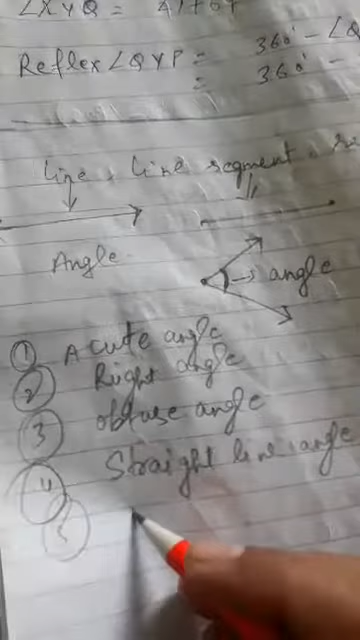 ∠XYQ =
Reflex ∠QYP = 360° - ∠Q
= 360° -
Line, Line segment,
Angle
→ angle
① Acute angle
② Right angle
③ obtuse angle
④ Straight line angle
⑤